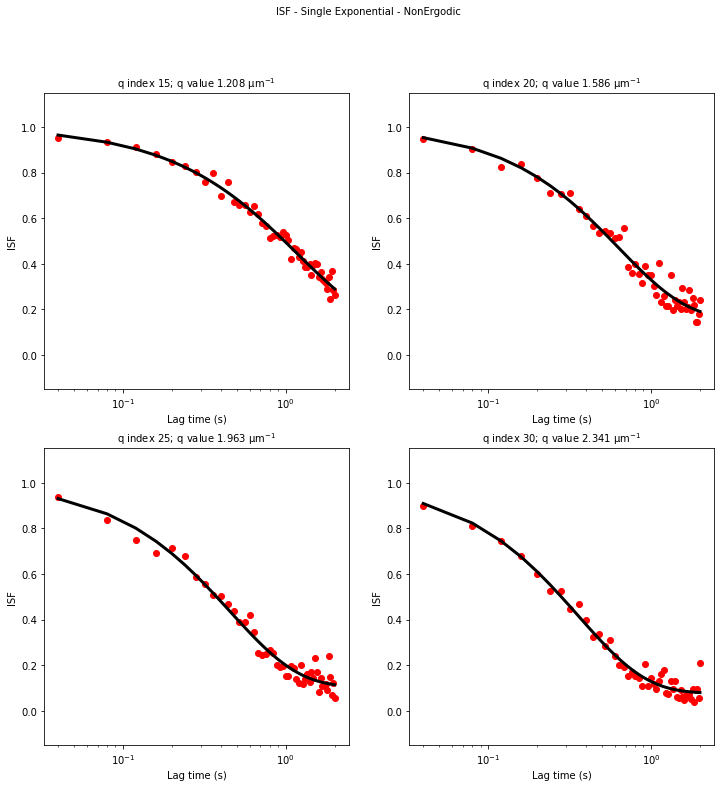 ISF - Single Exponential - NonErgodic
q index 15; q value 1.208 μm⁻¹
1.0
0.8
0.6
0.4
0.2
0.0
ISF
10⁻¹
10⁰
Lag time (s)
q index 20; q value 1.586 μm⁻¹
1.0
0.8
0.6
0.4
0.2
0.0
ISF
10⁻¹
10⁰
Lag time (s)
q index 25; q value 1.963 μm⁻¹
1.0
0.8
0.6
0.4
0.2
0.0
ISF
10⁻¹
10⁰
Lag time (s)
q index 30; q value 2.341 μm⁻¹
1.0
0.8
0.6
0.4
0.2
0.0
ISF
10⁻¹
10⁰
Lag time (s)